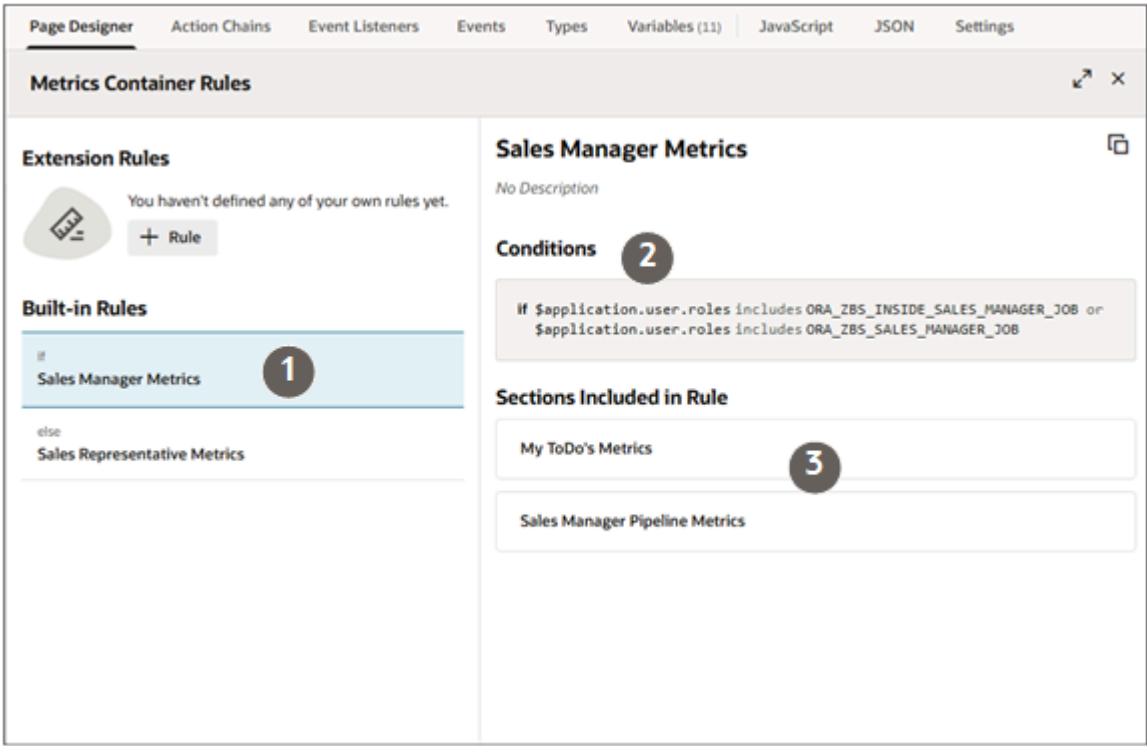 Page Designer Action Chains Event Listeners Events Types Variables (11) JavaScript JSON Settings
Metrics Container Rules
Extension Rules
You haven't defined any of your own rules yet.
+ Rule
Built-in Rules
if
Sales Manager Metrics
1
else
Sales Representative Metrics
Sales Manager Metrics
No Description
Conditions
2
if $application.user.roles includes ORA_ZBS_INSIDE_SALES_MANAGER_JOB or
$application.user.roles includes ORA_ZBS_SALES_MANAGER_JOB
Sections Included in Rule
My ToDo's Metrics
3
Sales Manager Pipeline Metrics